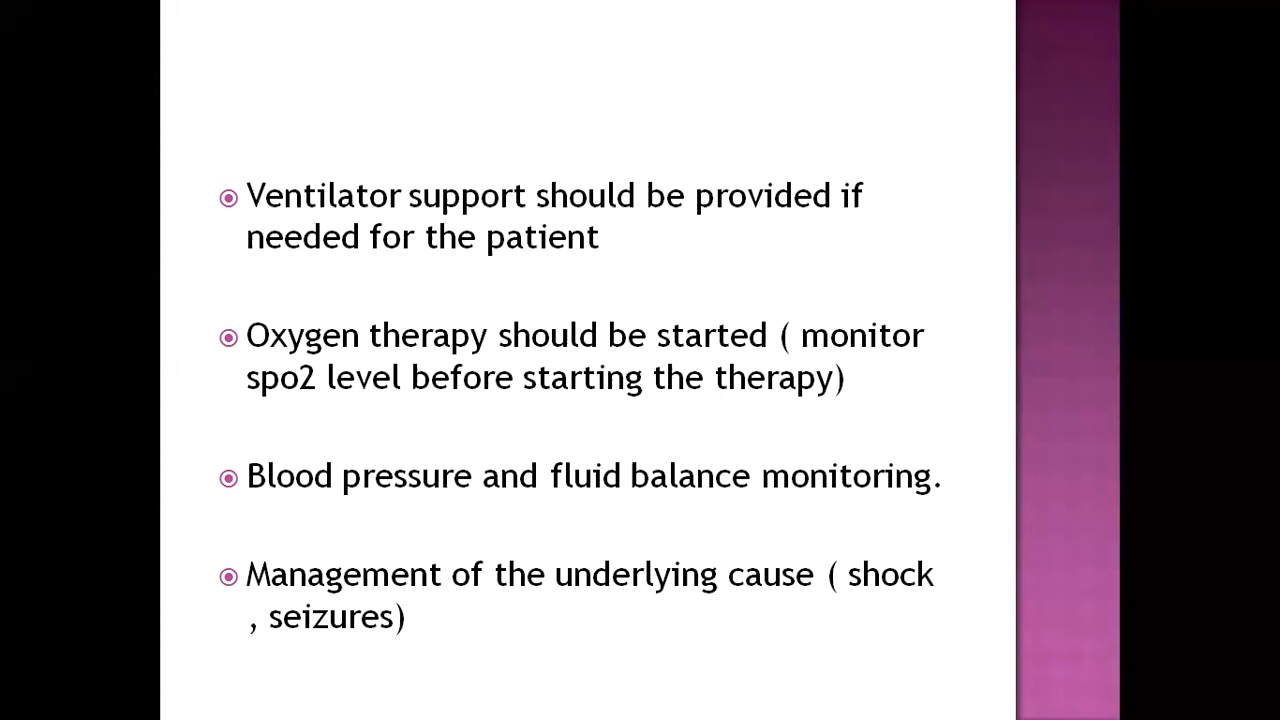 Ventilator support should be provided if
needed for the patient
Oxygen therapy should be started ( monitor
spo2 level before starting the therapy)
Blood pressure and fluid balance monitoring.
Management of the underlying cause ( shock
, seizures)